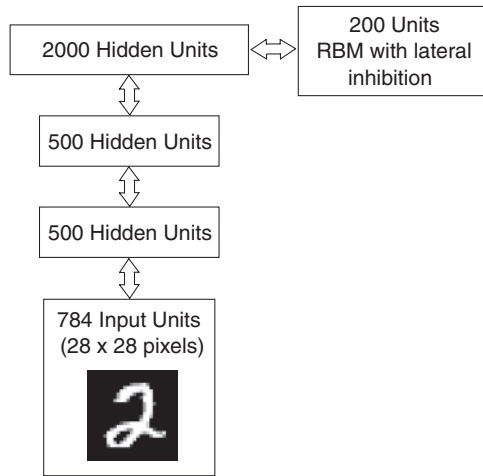 2000 Hidden Units
200 Units
RBM with lateral
inhibition
500 Hidden Units
500 Hidden Units
784 Input Units
(28 x 28 pixels)
2